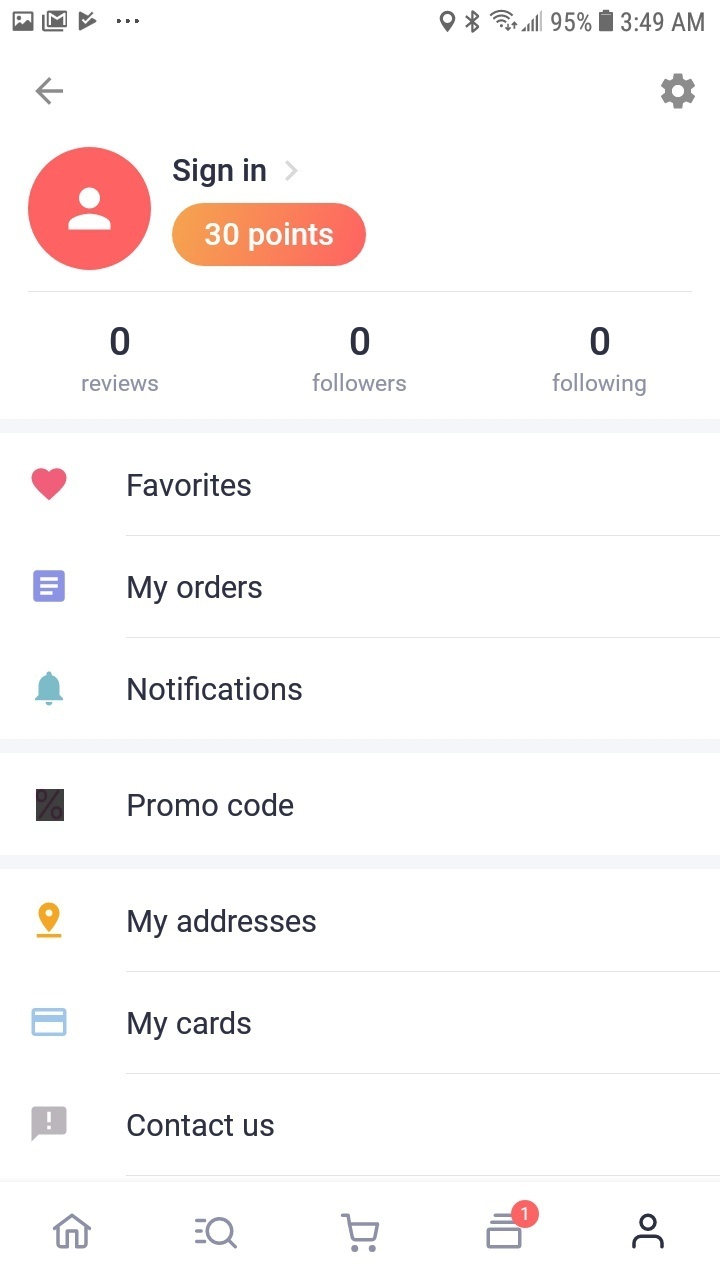 95% 3:49 AM
Sign in
30 points
0 0 0
reviews followers following
Favorites
My orders
Notifications
Promo code
My addresses
My cards
Contact us
1